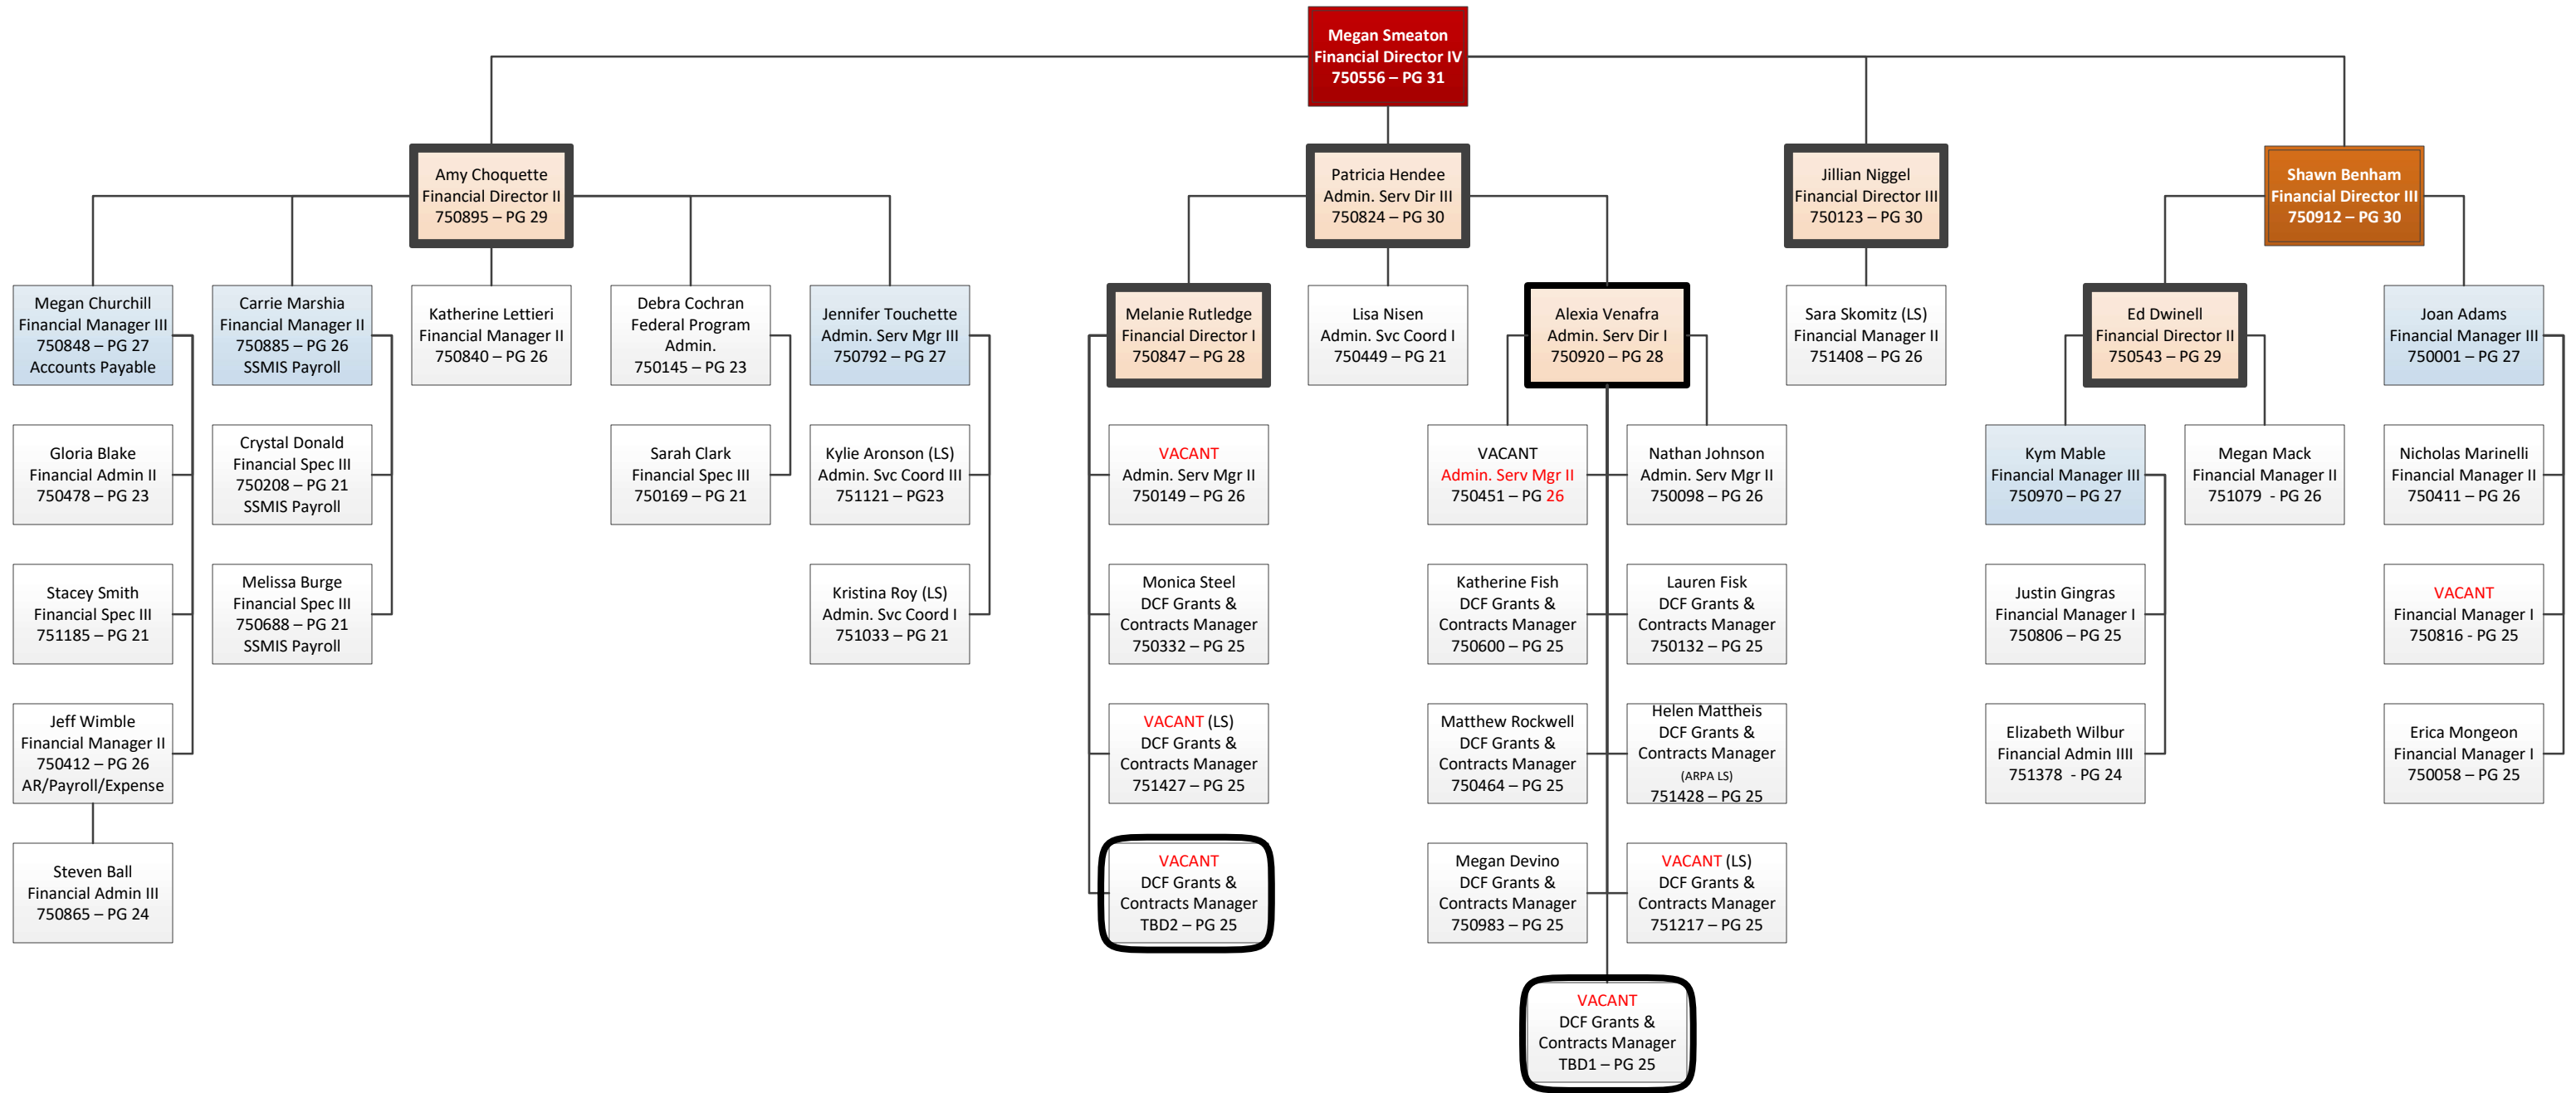 Megan Smeaton
Financial Director IV
750556 – PG 31
Amy Choquette
Financial Director II
750895 – PG 29
Patricia Hendee
Admin. Serv Dir III
750824 – PG 30
Jillian Niggel
Financial Director III
750123 – PG 30
Shawn Benham
Financial Director III
750912 – PG 30
Megan Churchill
Financial Manager III
750848 – PG 27
Accounts Payable
Carrie Marshia
Financial Manager II
750885 – PG 26
SSMIS Payroll
Katherine Lettieri
Financial Manager II
750840 – PG 26
Debra Cochran
Federal Program
Admin.
750145 – PG 23
Jennifer Touchette
Admin. Serv Mgr III
750792 – PG 27
Melanie Rutledge
Financial Director I
750847 – PG 28
Lisa Nisen
Admin. Svc Coord I
750449 – PG 21
Alexia Venafra
Admin. Serv Dir I
750920 – PG 28
Sara Skomitz (LS)
Financial Manager II
751408 – PG 26
Ed Dwinell
Financial Director II
750543 – PG 29
Joan Adams
Financial Manager III
750001 – PG 27
Gloria Blake
Financial Admin II
750478 – PG 23
Crystal Donald
Financial Spec III
750208 – PG 21
SSMIS Payroll
Sarah Clark
Financial Spec III
750169 – PG 21
Kylie Aronson (LS)
Admin. Svc Coord III
751121 – PG23
VACANT
Admin. Serv Mgr II
750149 – PG 26
VACANT
Admin. Serv Mgr II
750451 – PG 26
Nathan Johnson
Admin. Serv Mgr II
750098 – PG 26
Kym Mable
Financial Manager III
750970 – PG 27
Megan Mack
Financial Manager II
751079  - PG 26
Nicholas Marinelli
Financial Manager II
750411 – PG 26
Stacey Smith
Financial Spec III
751185 – PG 21
Melissa Burge
Financial Spec III
750688 – PG 21
SSMIS Payroll
Kristina Roy (LS)
Admin. Svc Coord I
751033 – PG 21
Monica Steel
DCF Grants &
Contracts Manager
750332 – PG 25
Katherine Fish
DCF Grants &
Contracts Manager
750600 – PG 25
Lauren Fisk
DCF Grants &
Contracts Manager
750132 – PG 25
Justin Gingras
Financial Manager I
750806 – PG 25
VACANT
Financial Manager I
750816 - PG 25
Jeff Wimble
Financial Manager II
750412 – PG 26
AR/Payroll/Expense
VACANT (LS)
DCF Grants &
Contracts Manager
751427 – PG 25
Matthew Rockwell
DCF Grants &
Contracts Manager
750464 – PG 25
Helen Mattheis
DCF Grants &
Contracts Manager
(ARPA LS)
751428 – PG 25
Elizabeth Wilbur
Financial Admin IIII
751378  - PG 24
Erica Mongeon
Financial Manager I
750058 – PG 25
Steven Ball
Financial Admin III
750865 – PG 24
VACANT
DCF Grants &
Contracts Manager
TBD2 – PG 25
Megan Devino
DCF Grants &
Contracts Manager
750983 – PG 25
VACANT (LS)
DCF Grants &
Contracts Manager
751217 – PG 25
VACANT
DCF Grants &
Contracts Manager
TBD1 – PG 25